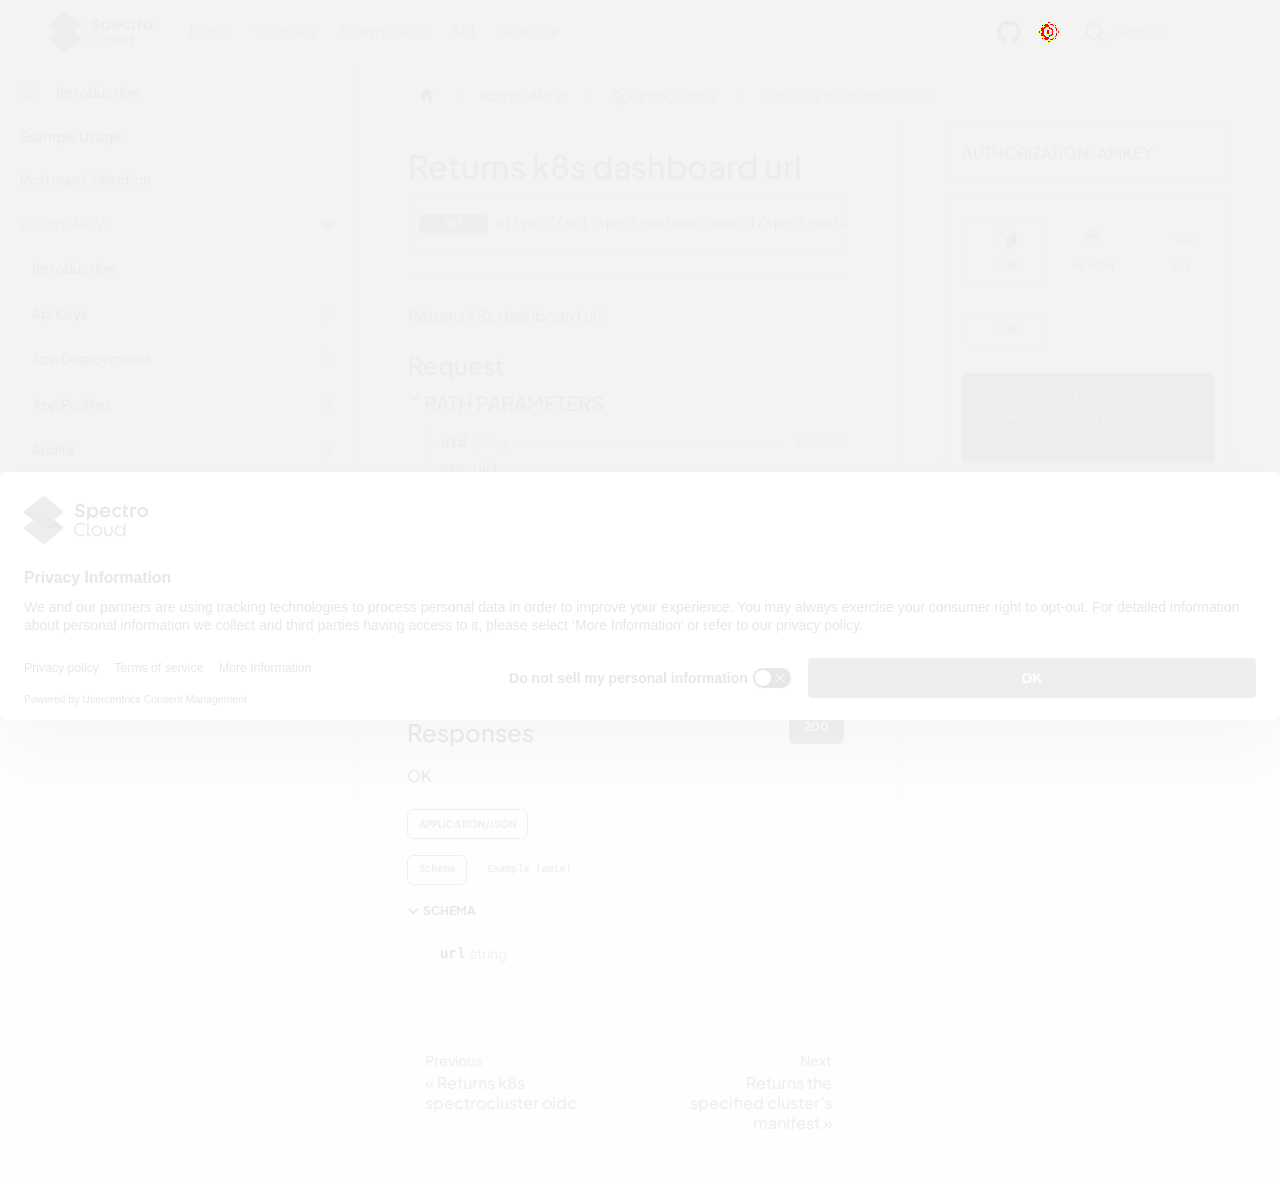 Spectro
Cloud
Docs Tutorials Downloads API latest
Search
Introduction
Example Usage
Postman Collection
Palette API V1
Introduction
Api Keys
App Deployments
App Profiles
Audits
Palette API V1
Spectroclusters
Returns k8s dashboard url
Returns k8s dashboard url
GET https://api.spectrocloud.com/v1/spectroclu
Returns k8s dashboard url
Request
PATH PARAMETERS
uid string REQUIRED
spc uid
AUTHORIZATION: APIKEY
CURL PYTHON GO
CURL
Spectro
Cloud
Privacy Information
We and our partners are using tracking technologies to process personal data in order to improve your experience. You may always exercise your consumer right to opt-out. For detailed information
about personal information we collect and third parties having access to it, please select ‘More Information’ or refer to our privacy policy.
Privacy policy Terms of service More Information
Do not sell my personal information
OK
Powered by Usercentrics Consent Management
Responses
200
OK
APPLICATION/JSON
Schema Example (auto)
SCHEMA
url string
Previous
« Returns k8s
spectrocluster oidc
Next
Returns the
specified cluster's
manifest »